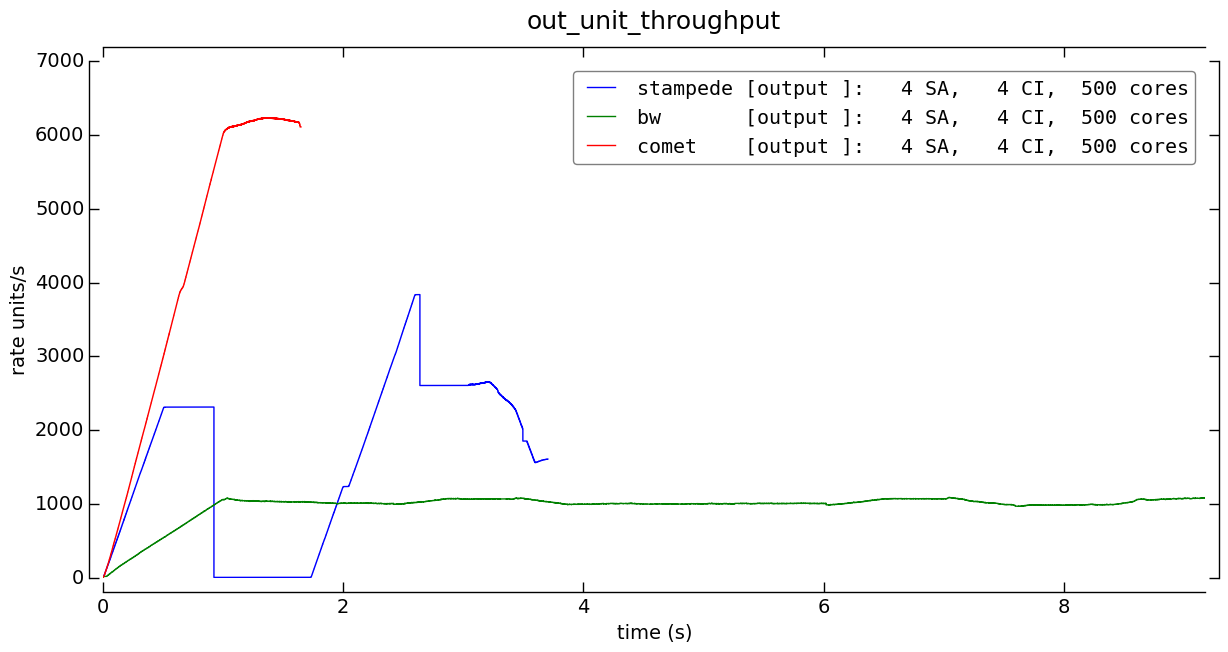 out_unit_throughput
7000
6000
5000
4000
3000
2000
1000
0
rate units/s
stampede [output ]:   4 SA,   4 CI,  500 cores
bw       [output ]:   4 SA,   4 CI,  500 cores
comet    [output ]:   4 SA,   4 CI,  500 cores
0 2 4 6 8
time (s)